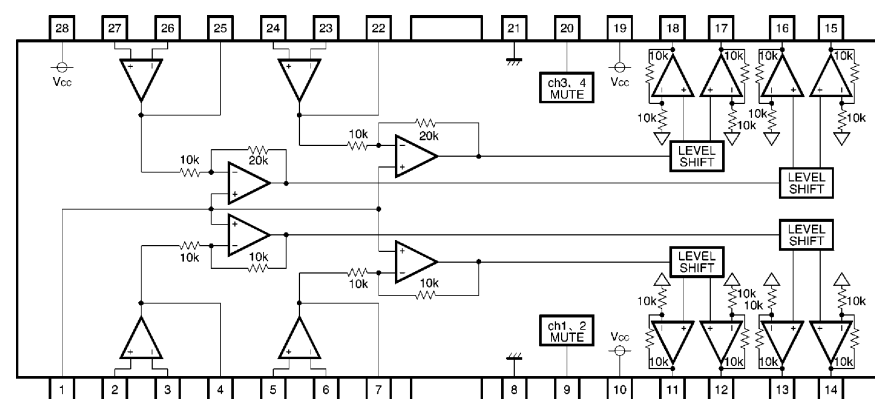 28 27 26 25 24 23 22 21 20 19 18 17 16 15
Vcc
ch3、4
MUTE
Vcc
10k 10k 10k 10k
10k 10k 10k 10k
10k
20k
10k
20k
LEVEL
SHIFT
LEVEL
SHIFT
10k
10k
10k
10k
LEVEL
SHIFT
LEVEL
SHIFT
ch1、2
MUTE
Vcc
10k 10k 10k 10k
10k 10k 10k 10k
1 2 3 4 5 6 7 8 9 10 11 12 13 14